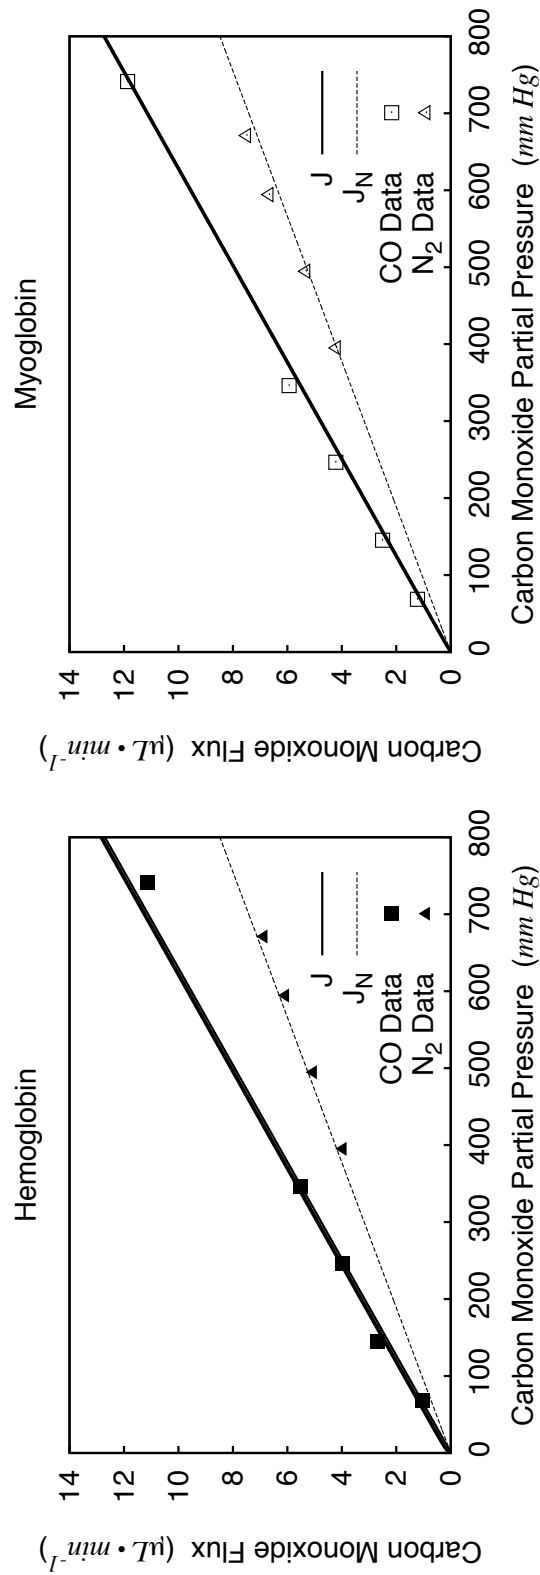 Hemoglobin
Carbon Monoxide Flux (µL • min⁻¹)
14
12
10
8
6
4
2
0
J
J_N
CO Data
N₂ Data
0 100 200 300 400 500 600 700 800
Carbon Monoxide Partial Pressure (mm Hg)
Myoglobin
Carbon Monoxide Flux (µL • min⁻¹)
14
12
10
8
6
4
2
0
J
J_N
CO Data
N₂ Data
0 100 200 300 400 500 600 700 800
Carbon Monoxide Partial Pressure (mm Hg)